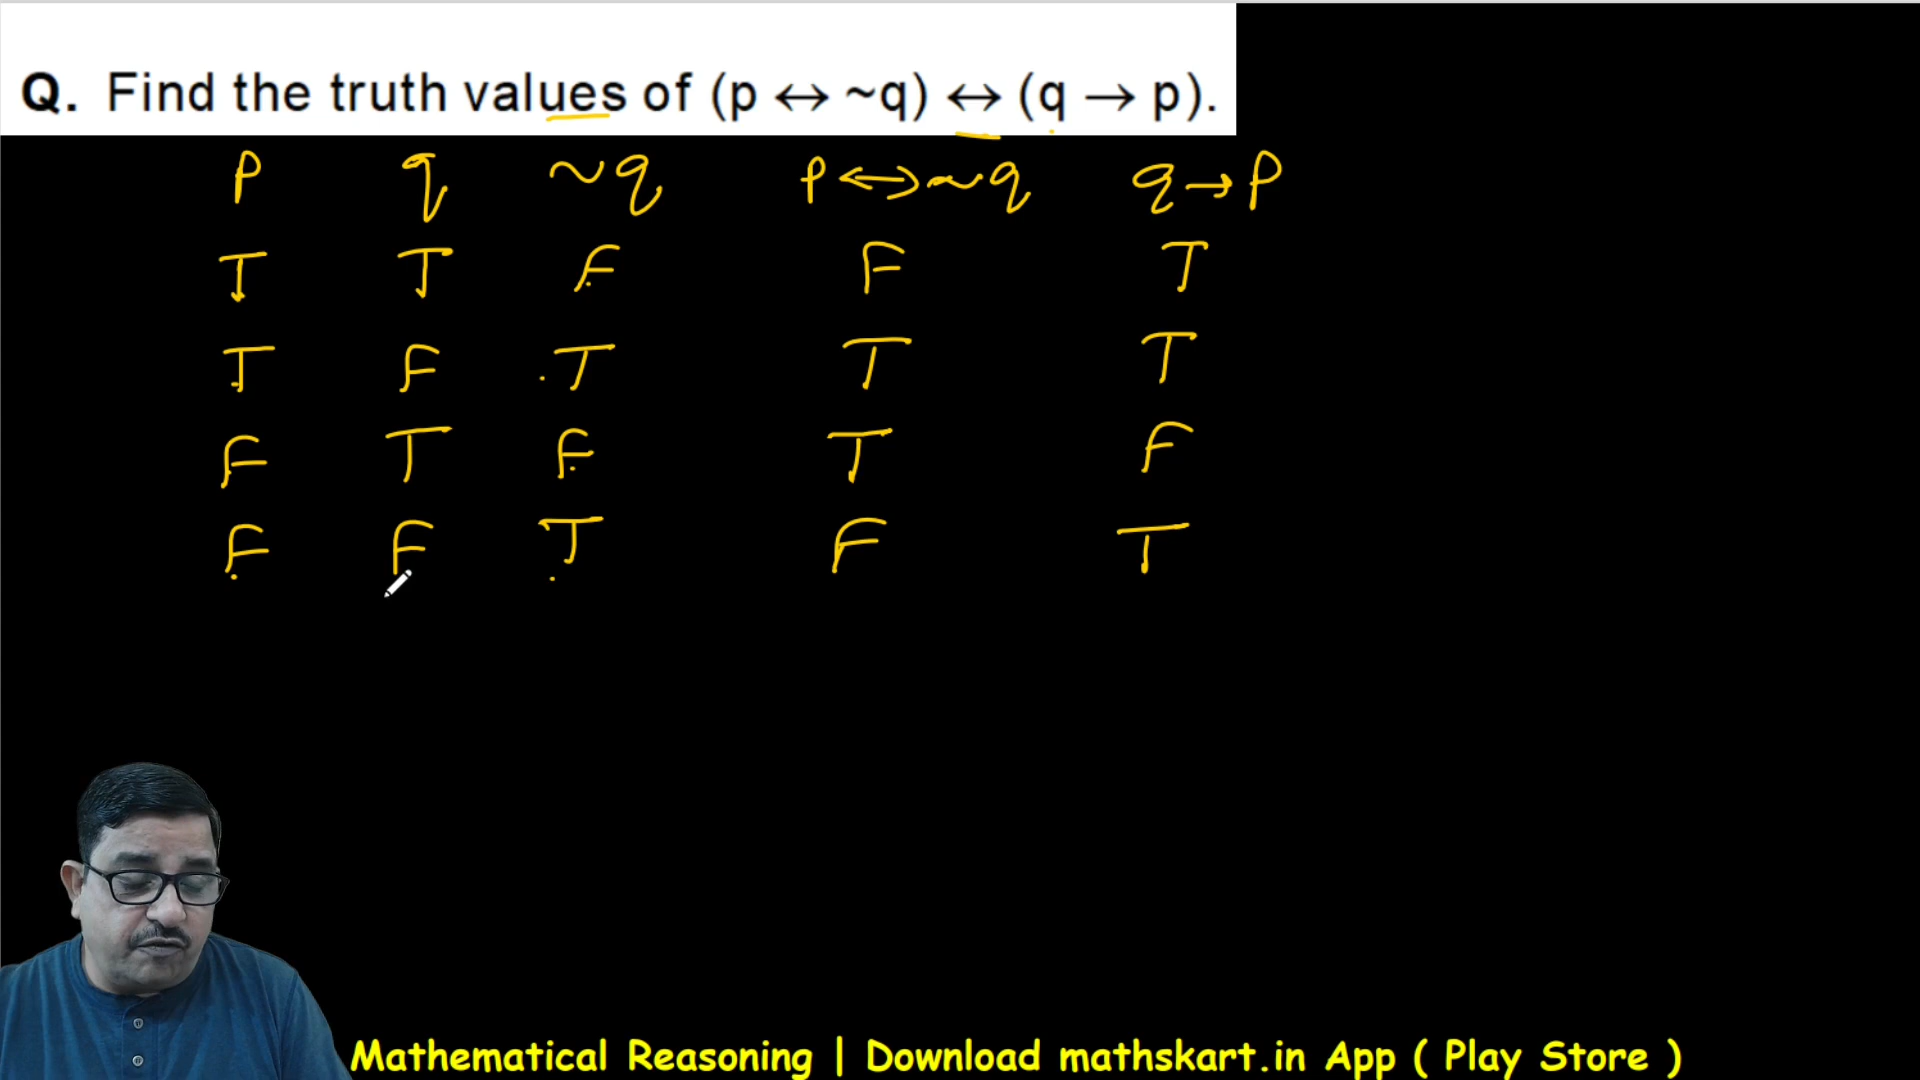 Q. Find the truth values of (p ↔ ~q) ↔ (q → p).
p q ~q p↔~q q→p
T T F F T
T F T T T
F T F T F
F F T F T
Mathematical Reasoning | Download mathskart.in App ( Play Store )